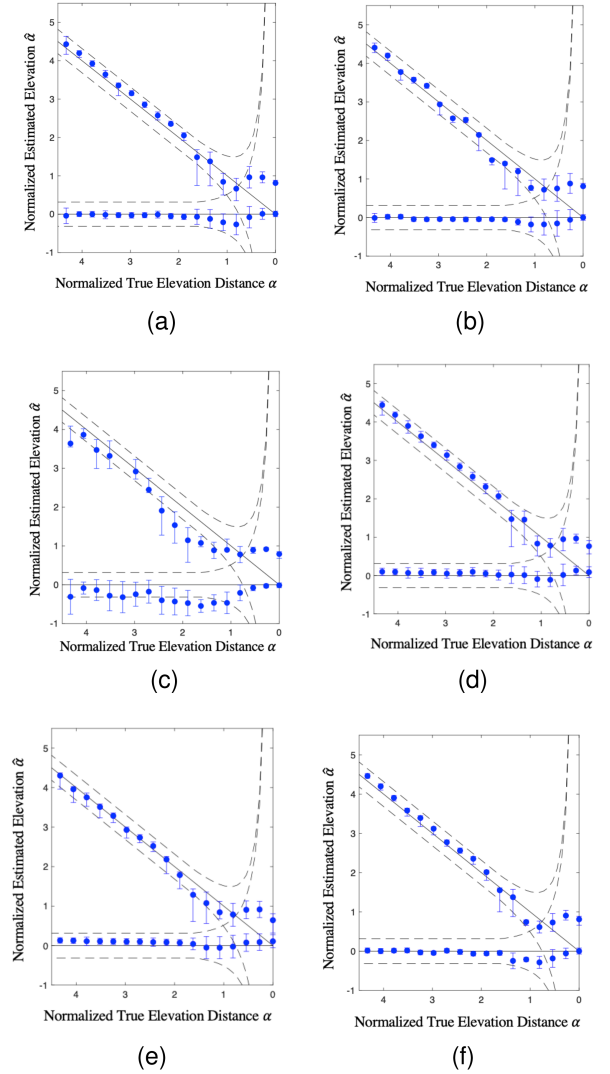 5
4
3
2
1
0
-1
Normalized Estimated Elevation α̂
4 3 2 1 0
Normalized True Elevation Distance α
(a)
5
4
3
2
1
0
-1
Normalized Estimated Elevation α̂
4 3 2 1 0
Normalized True Elevation Distance α
(b)
5
4
3
2
1
0
-1
Normalized Estimated Elevation α̂
4 3 2 1 0
Normalized True Elevation Distance α
(c)
5
4
3
2
1
0
-1
Normalized Estimated Elevation α̂
4 3 2 1 0
Normalized True Elevation Distance α
(d)
5
4
3
2
1
0
-1
Normalized Estimated Elevation α̂
4 3 2 1 0
Normalized True Elevation Distance α
(e)
5
4
3
2
1
0
-1
Normalized Estimated Elevation α̂
4 3 2 1 0
Normalized True Elevation Distance α
(f)